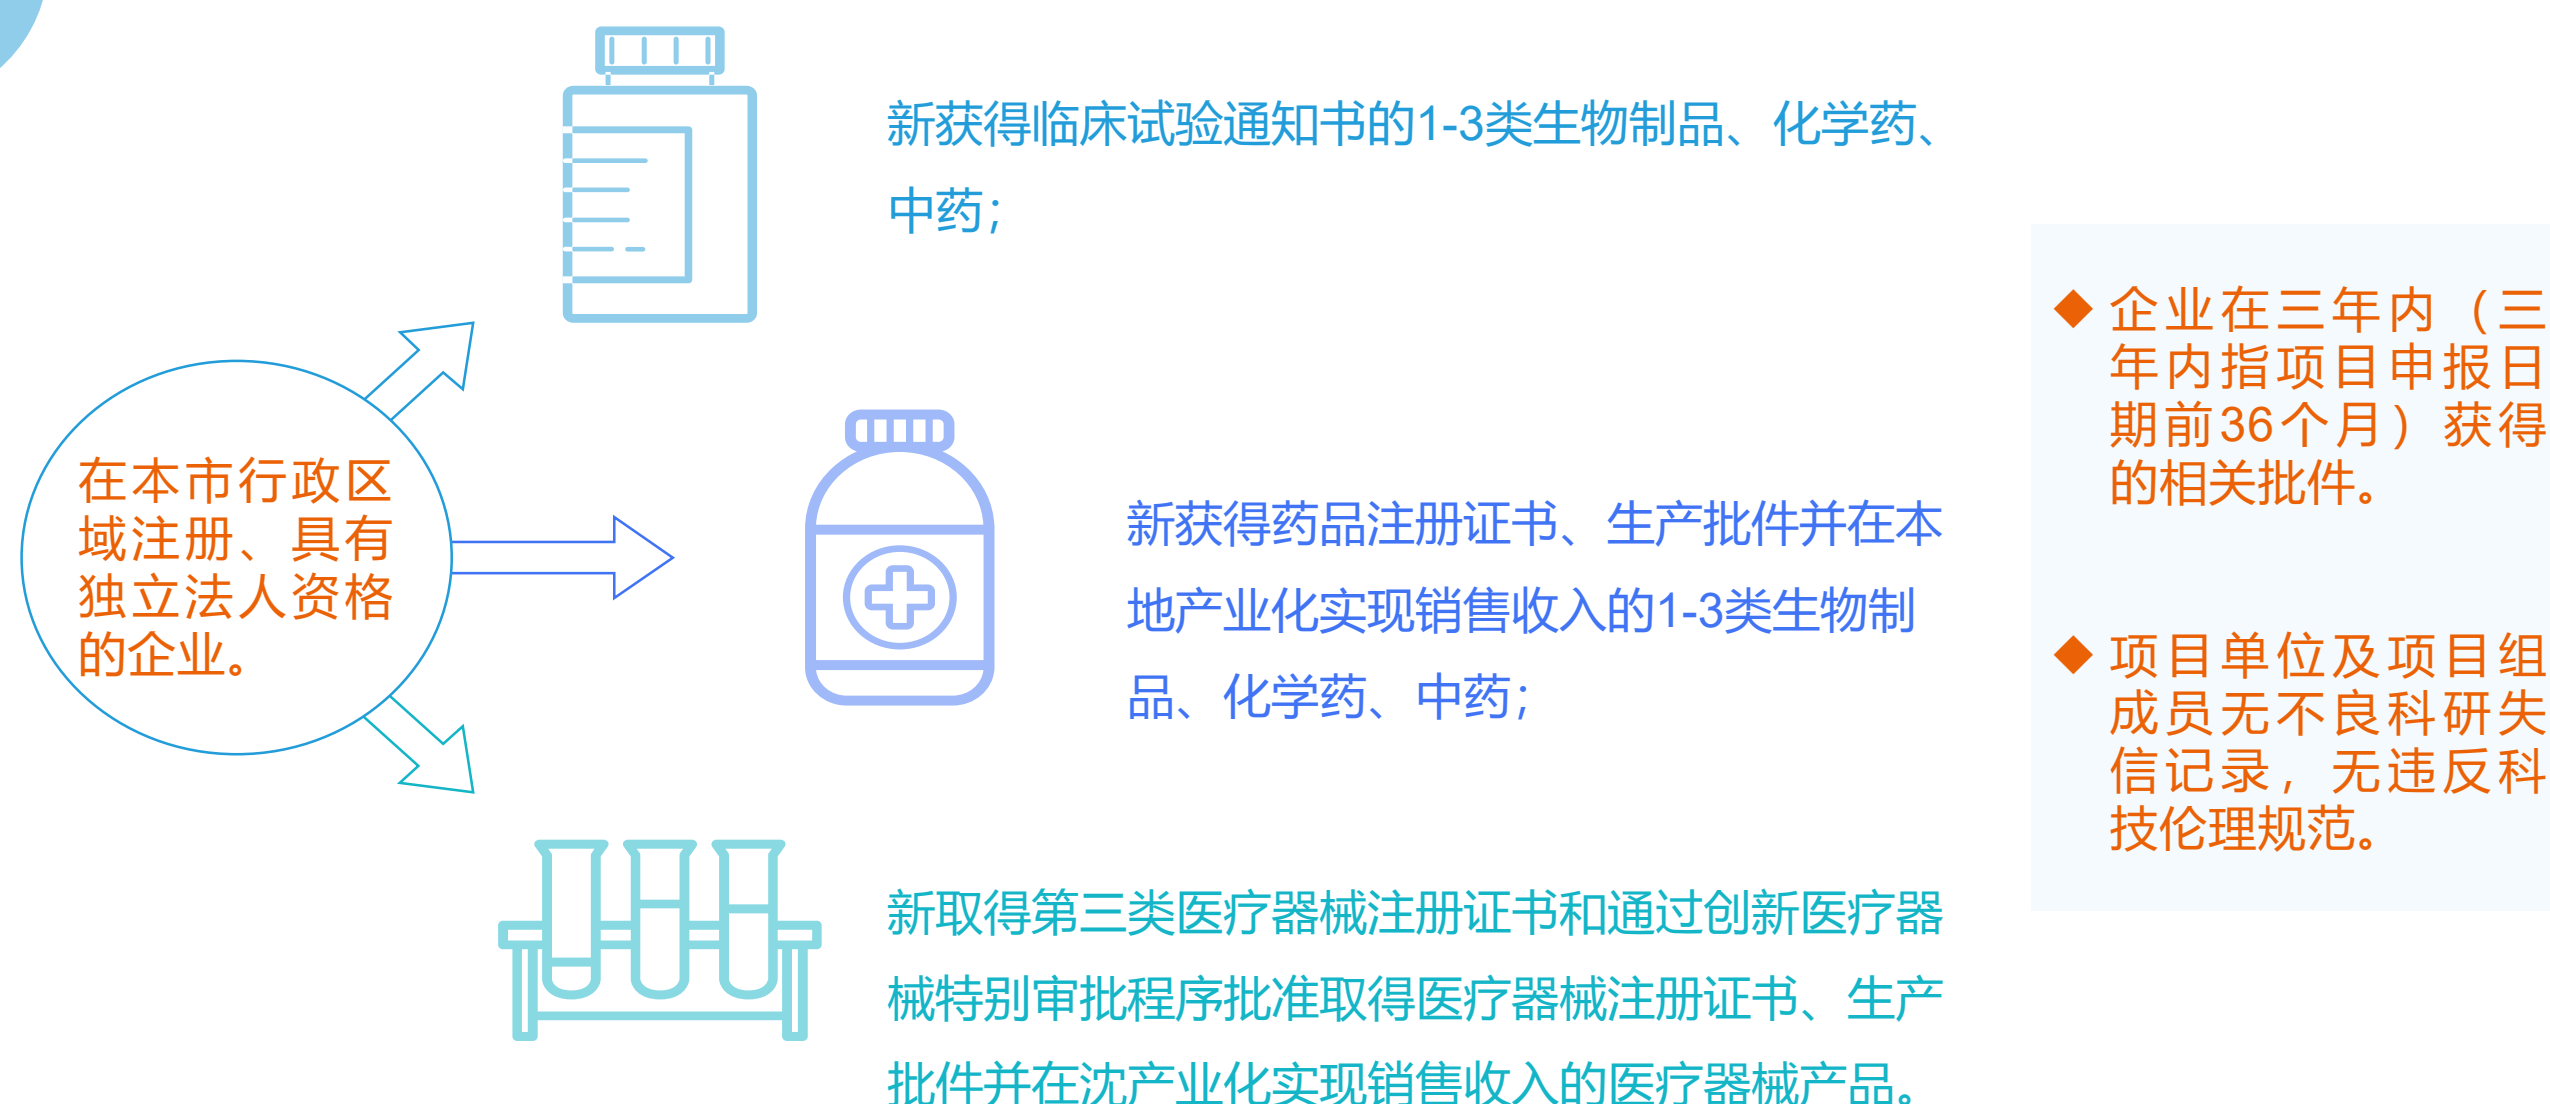 在本市行政区
域注册、具有
独立法人资格
的企业。
新获得临床试验通知书的1-3类生物制品、化学药、
中药；
新获得药品注册证书、生产批件并在本
地产业化实现销售收入的1-3类生物制
品、化学药、中药；
新取得第三类医疗器械注册证书和通过创新医疗器
械特别审批程序批准取得医疗器械注册证书、生产
批件并在沈产业化实现销售收入的医疗器械产品。
◆ 企业在三年内（三
年内指项目申报日
期前36个月）获得
的相关批件。
◆ 项目单位及项目组
成员无不良科研失
信记录，无违反科
技伦理规范。